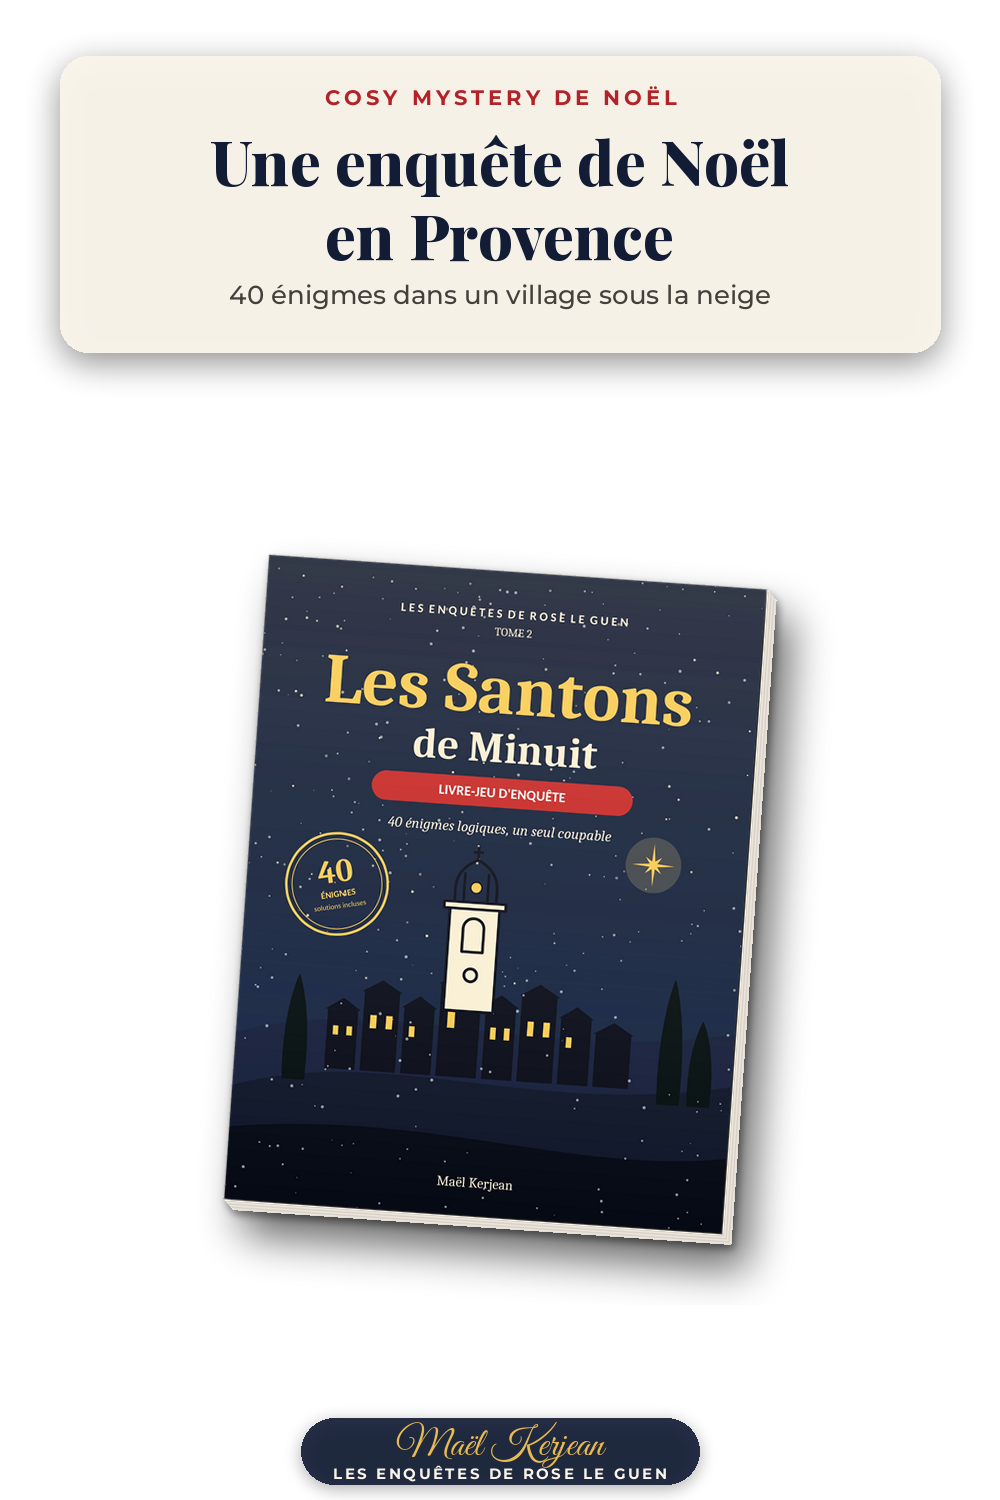 COSY MYSTERY DE NOËL
Une enquête de Noël
en Provence
40 énigmes dans un village sous la neige
LES ENQUÊTES DE ROSE LE GUEN
TOME 2
Les Santons
de Minuit
LIVRE-JEU D'ENQUÊTE
40 énigmes logiques, un seul coupable
40
ÉNIGMES
solutions incluses
Maël Kerjean
Maël Kerjean
LES ENQUÊTES DE ROSE LE GUEN